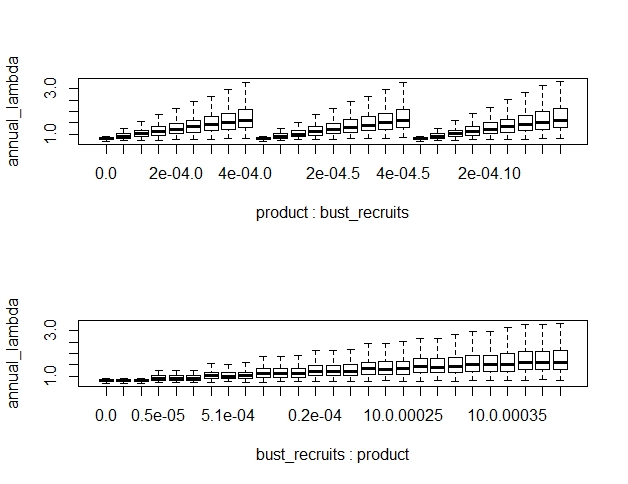 annual_lambda
3.0
1.0
0.0 2e-04.0 4e-04.0 2e-04.5 4e-04.5 2e-04.10
product : bust_recruits
annual_lambda
3.0
1.0
0.0 0.5e-05 5.1e-04 0.2e-04 10.0.00025 10.0.00035
bust_recruits : product